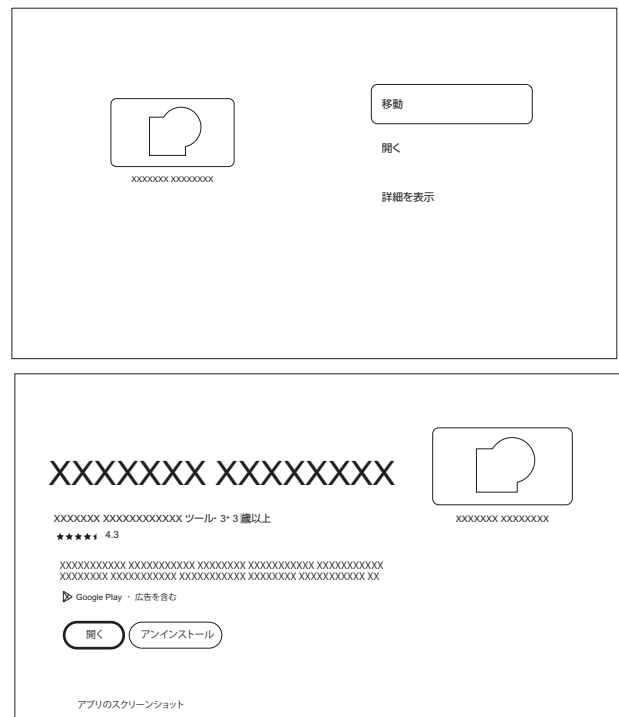 移動
開く
XXXXXXX XXXXXXXX
詳細を表示
XXXXXXX XXXXXXXX
XXXXXXX XXXXXXXXXXXX ツール· 3+ 3 歳以上
XXXXXXX XXXXXXXX
★★★★ 4.3
XXXXXXXXXXX XXXXXXXXXXX XXXXXXXX XXXXXXXXXXX XXXXXXXXXXX
XXXXXXXX XXXXXXXXXXX XXXXXXXXXXX XXXXXXXX XXXXXXXXXXX XX
Google Play · 広告を含む
開く
アンインストール
アプリのスクリーンショット